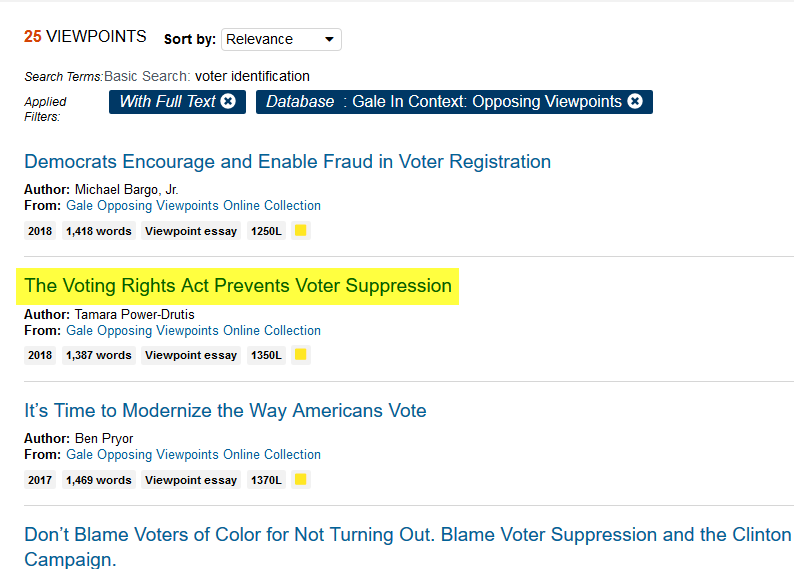 25 VIEWPOINTS Sort by: Relevance
Search Terms:Basic Search: voter identification
Applied Filters: With Full Text Database : Gale In Context: Opposing Viewpoints
Democrats Encourage and Enable Fraud in Voter Registration
Author: Michael Bargo, Jr.
From: Gale Opposing Viewpoints Online Collection
2018 1,418 words Viewpoint essay 1250L
The Voting Rights Act Prevents Voter Suppression
Author: Tamara Power-Drutis
From: Gale Opposing Viewpoints Online Collection
2018 1,387 words Viewpoint essay 1350L
It’s Time to Modernize the Way Americans Vote
Author: Ben Pryor
From: Gale Opposing Viewpoints Online Collection
2017 1,469 words Viewpoint essay 1370L
Don’t Blame Voters of Color for Not Turning Out. Blame Voter Suppression and the Clinton
Campaign.